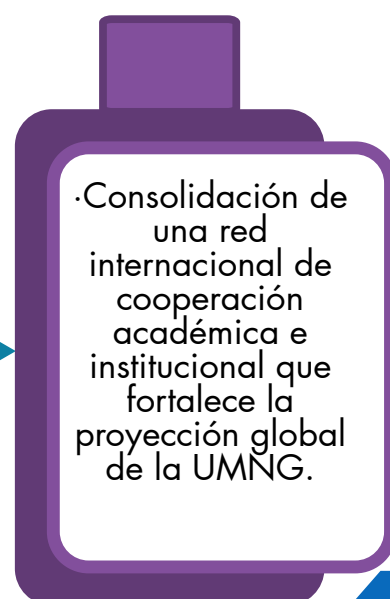 ·Consolidación de
una red
internacional de
cooperación
académica e
institucional que
fortalece la
proyección global
de la UMNG.